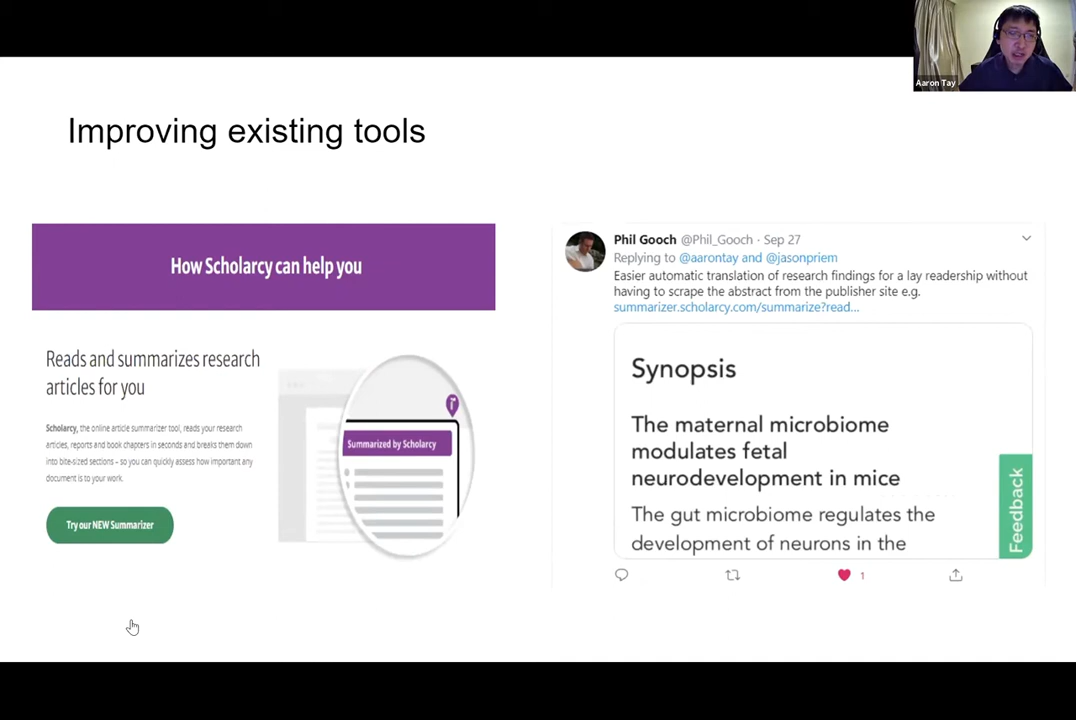 Aaron Tay
Improving existing tools
How Scholarcy can help you
Reads and summarizes research
articles for you
Scholarcy, the online article summarizer tool, reads your research
articles, reports and book chapters in seconds and breaks them down
into bite-sized sections – so you can quickly assess how important any
document is to your work.
Try our NEW Summarizer
Summarized by Scholarcy
Phil Gooch @Phil_Gooch · Sep 27
Replying to @aarontay and @jasonpriem
Easier automatic translation of research findings for a lay readership without
having to scrape the abstract from the publisher site e.g.
summarizer.scholarcy.com/summarize?read...
Synopsis
The maternal microbiome
modulates fetal
neurodevelopment in mice
The gut microbiome regulates the
development of neurons in the
Feedback
1